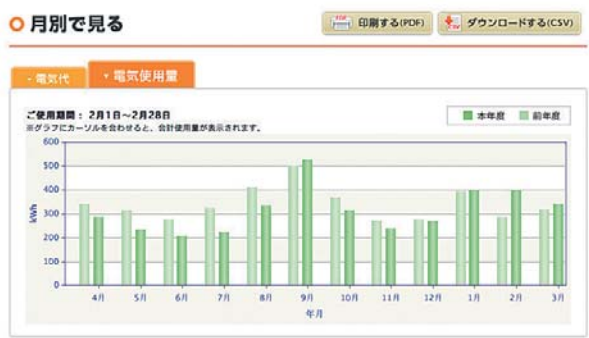 月別で見る
印刷する(PDF)
ダウンロードする(CSV)
- 電気代
▼電気使用量
ご使用期間： 2月1日～2月28日
※グラフにカーソルを合わせると、合計使用量が表示されます。
本年度 前年度
kWh
600
500
400
300
200
100
0
4月 5月 6月 7月 8月 9月 10月 11月 12月 1月 2月 3月
年月